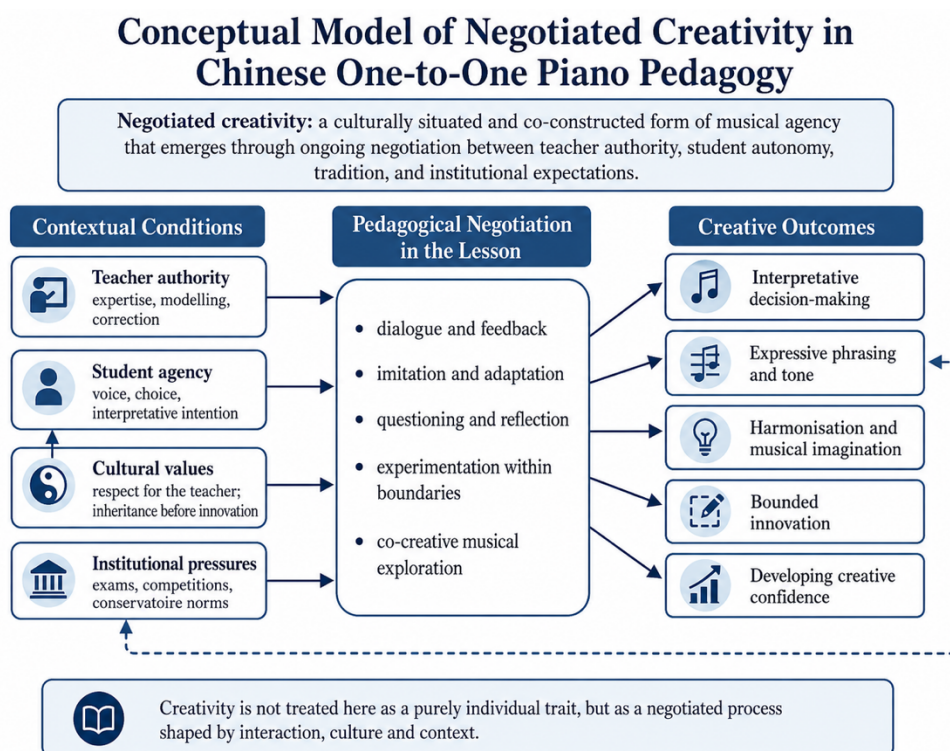 Conceptual Model of Negotiated Creativity in
Chinese One-to-One Piano Pedagogy
Negotiated creativity: a culturally situated and co-constructed form of musical agency
that emerges through ongoing negotiation between teacher authority, student autonomy,
tradition, and institutional expectations.
Contextual Conditions
Teacher authority
expertise, modelling,
correction
Student agency
voice, choice,
interpretative intention
Cultural values
respect for the teacher;
inheritance before innovation
Institutional pressures
exams, competitions,
conservatoire norms
Pedagogical Negotiation
in the Lesson
• dialogue and feedback
• imitation and adaptation
• questioning and reflection
• experimentation within
boundaries
• co-creative musical
exploration
Creative Outcomes
Interpretative
decision-making
Expressive phrasing
and tone
Harmonisation and
musical imagination
Bounded
innovation
Developing creative
confidence
Creativity is not treated here as a purely individual trait, but as a negotiated process
shaped by interaction, culture and context.